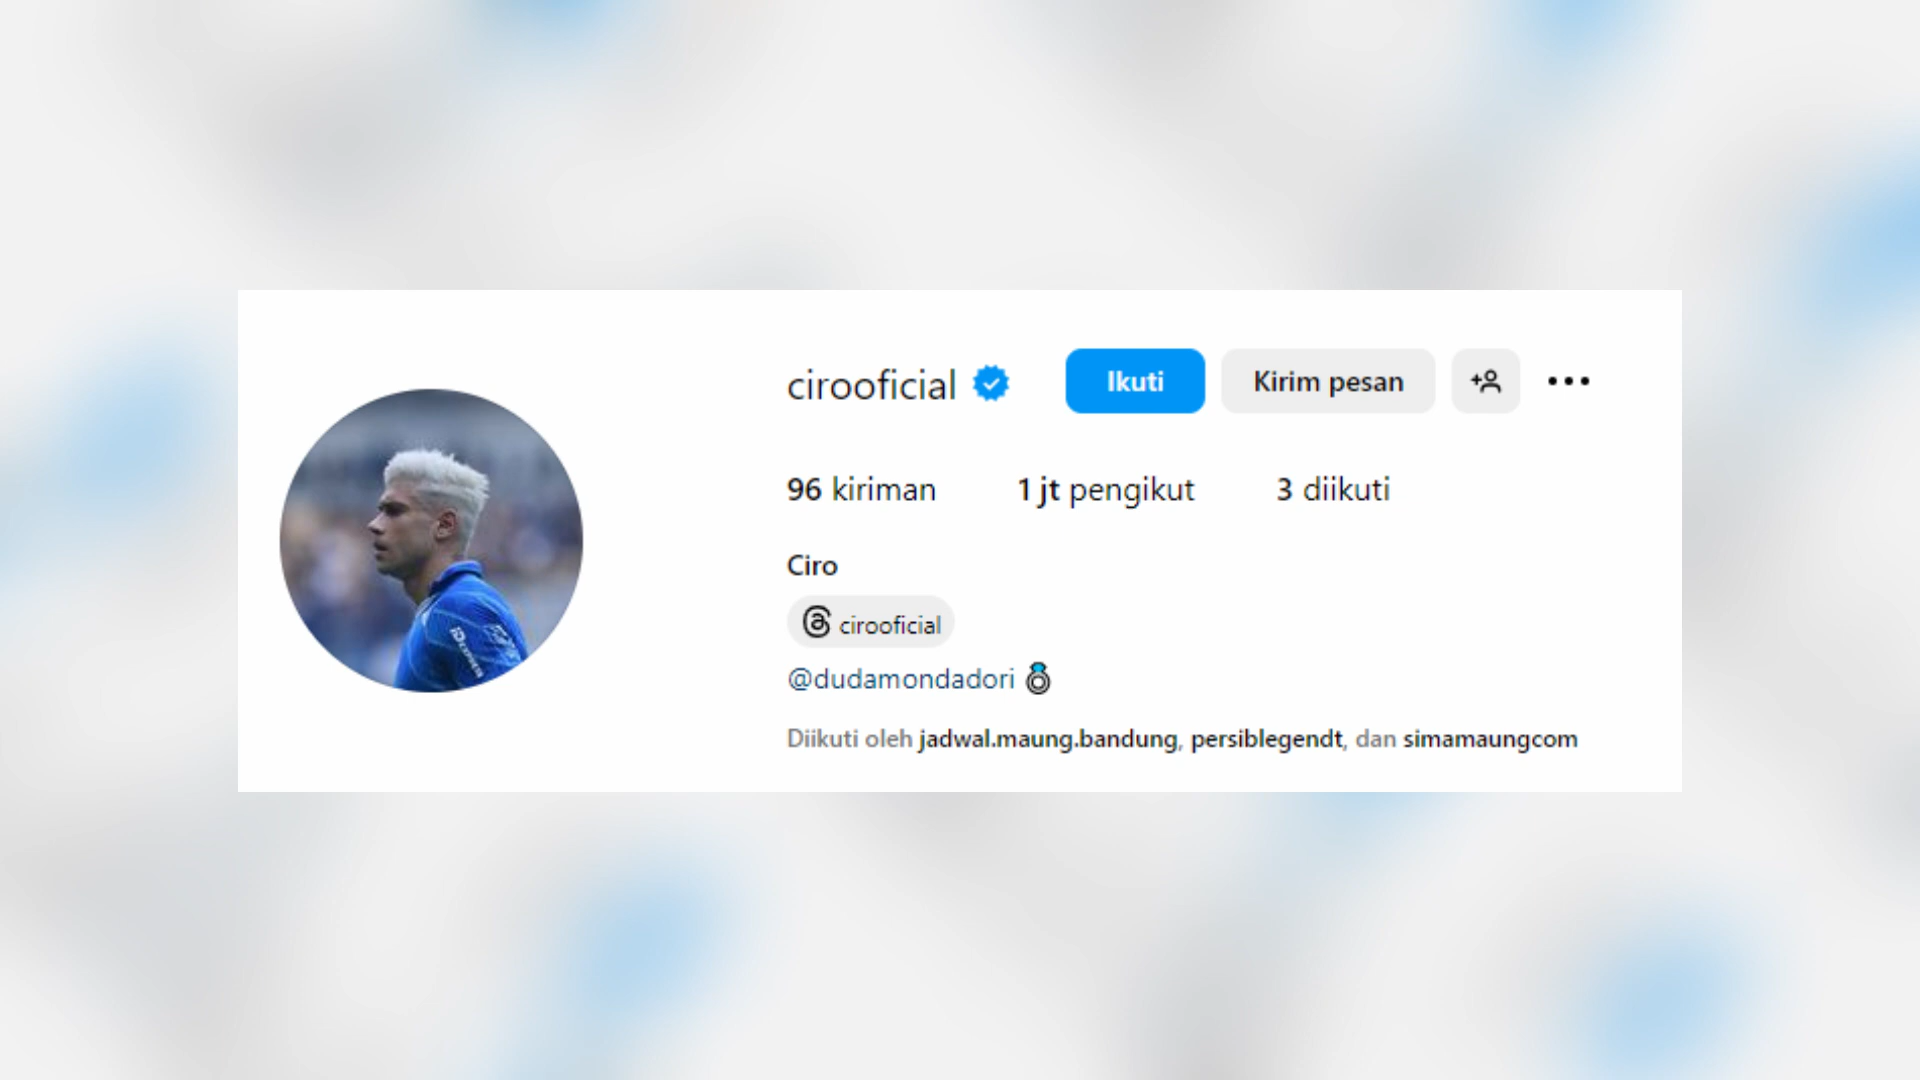 cirooficial
Ikuti
Kirim pesan
96 kiriman
1 jt pengikut
3 diikuti
Ciro
cirooficial
@dudamondadori
Diikuti oleh jadwal.maung.bandung, persiblegendt, dan simamaungcom